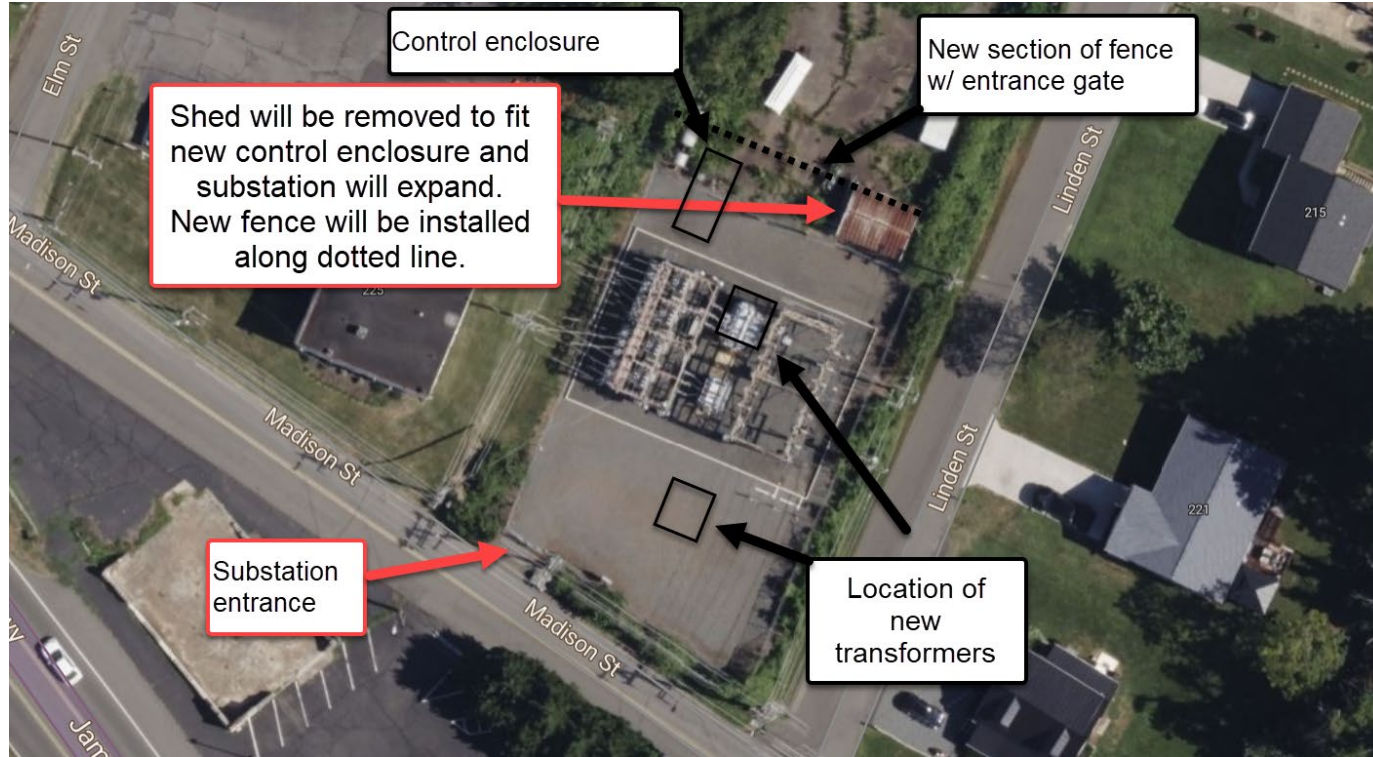 Control enclosure
New section of fence
w/ entrance gate
Elm St
Shed will be removed to fit
new control enclosure and
substation will expand.
New fence will be installed
along dotted line.
Linden St
215
Madison St
225
Madison St
Linden St
221
Substation
entrance
Location of
new
transformers
Madison St